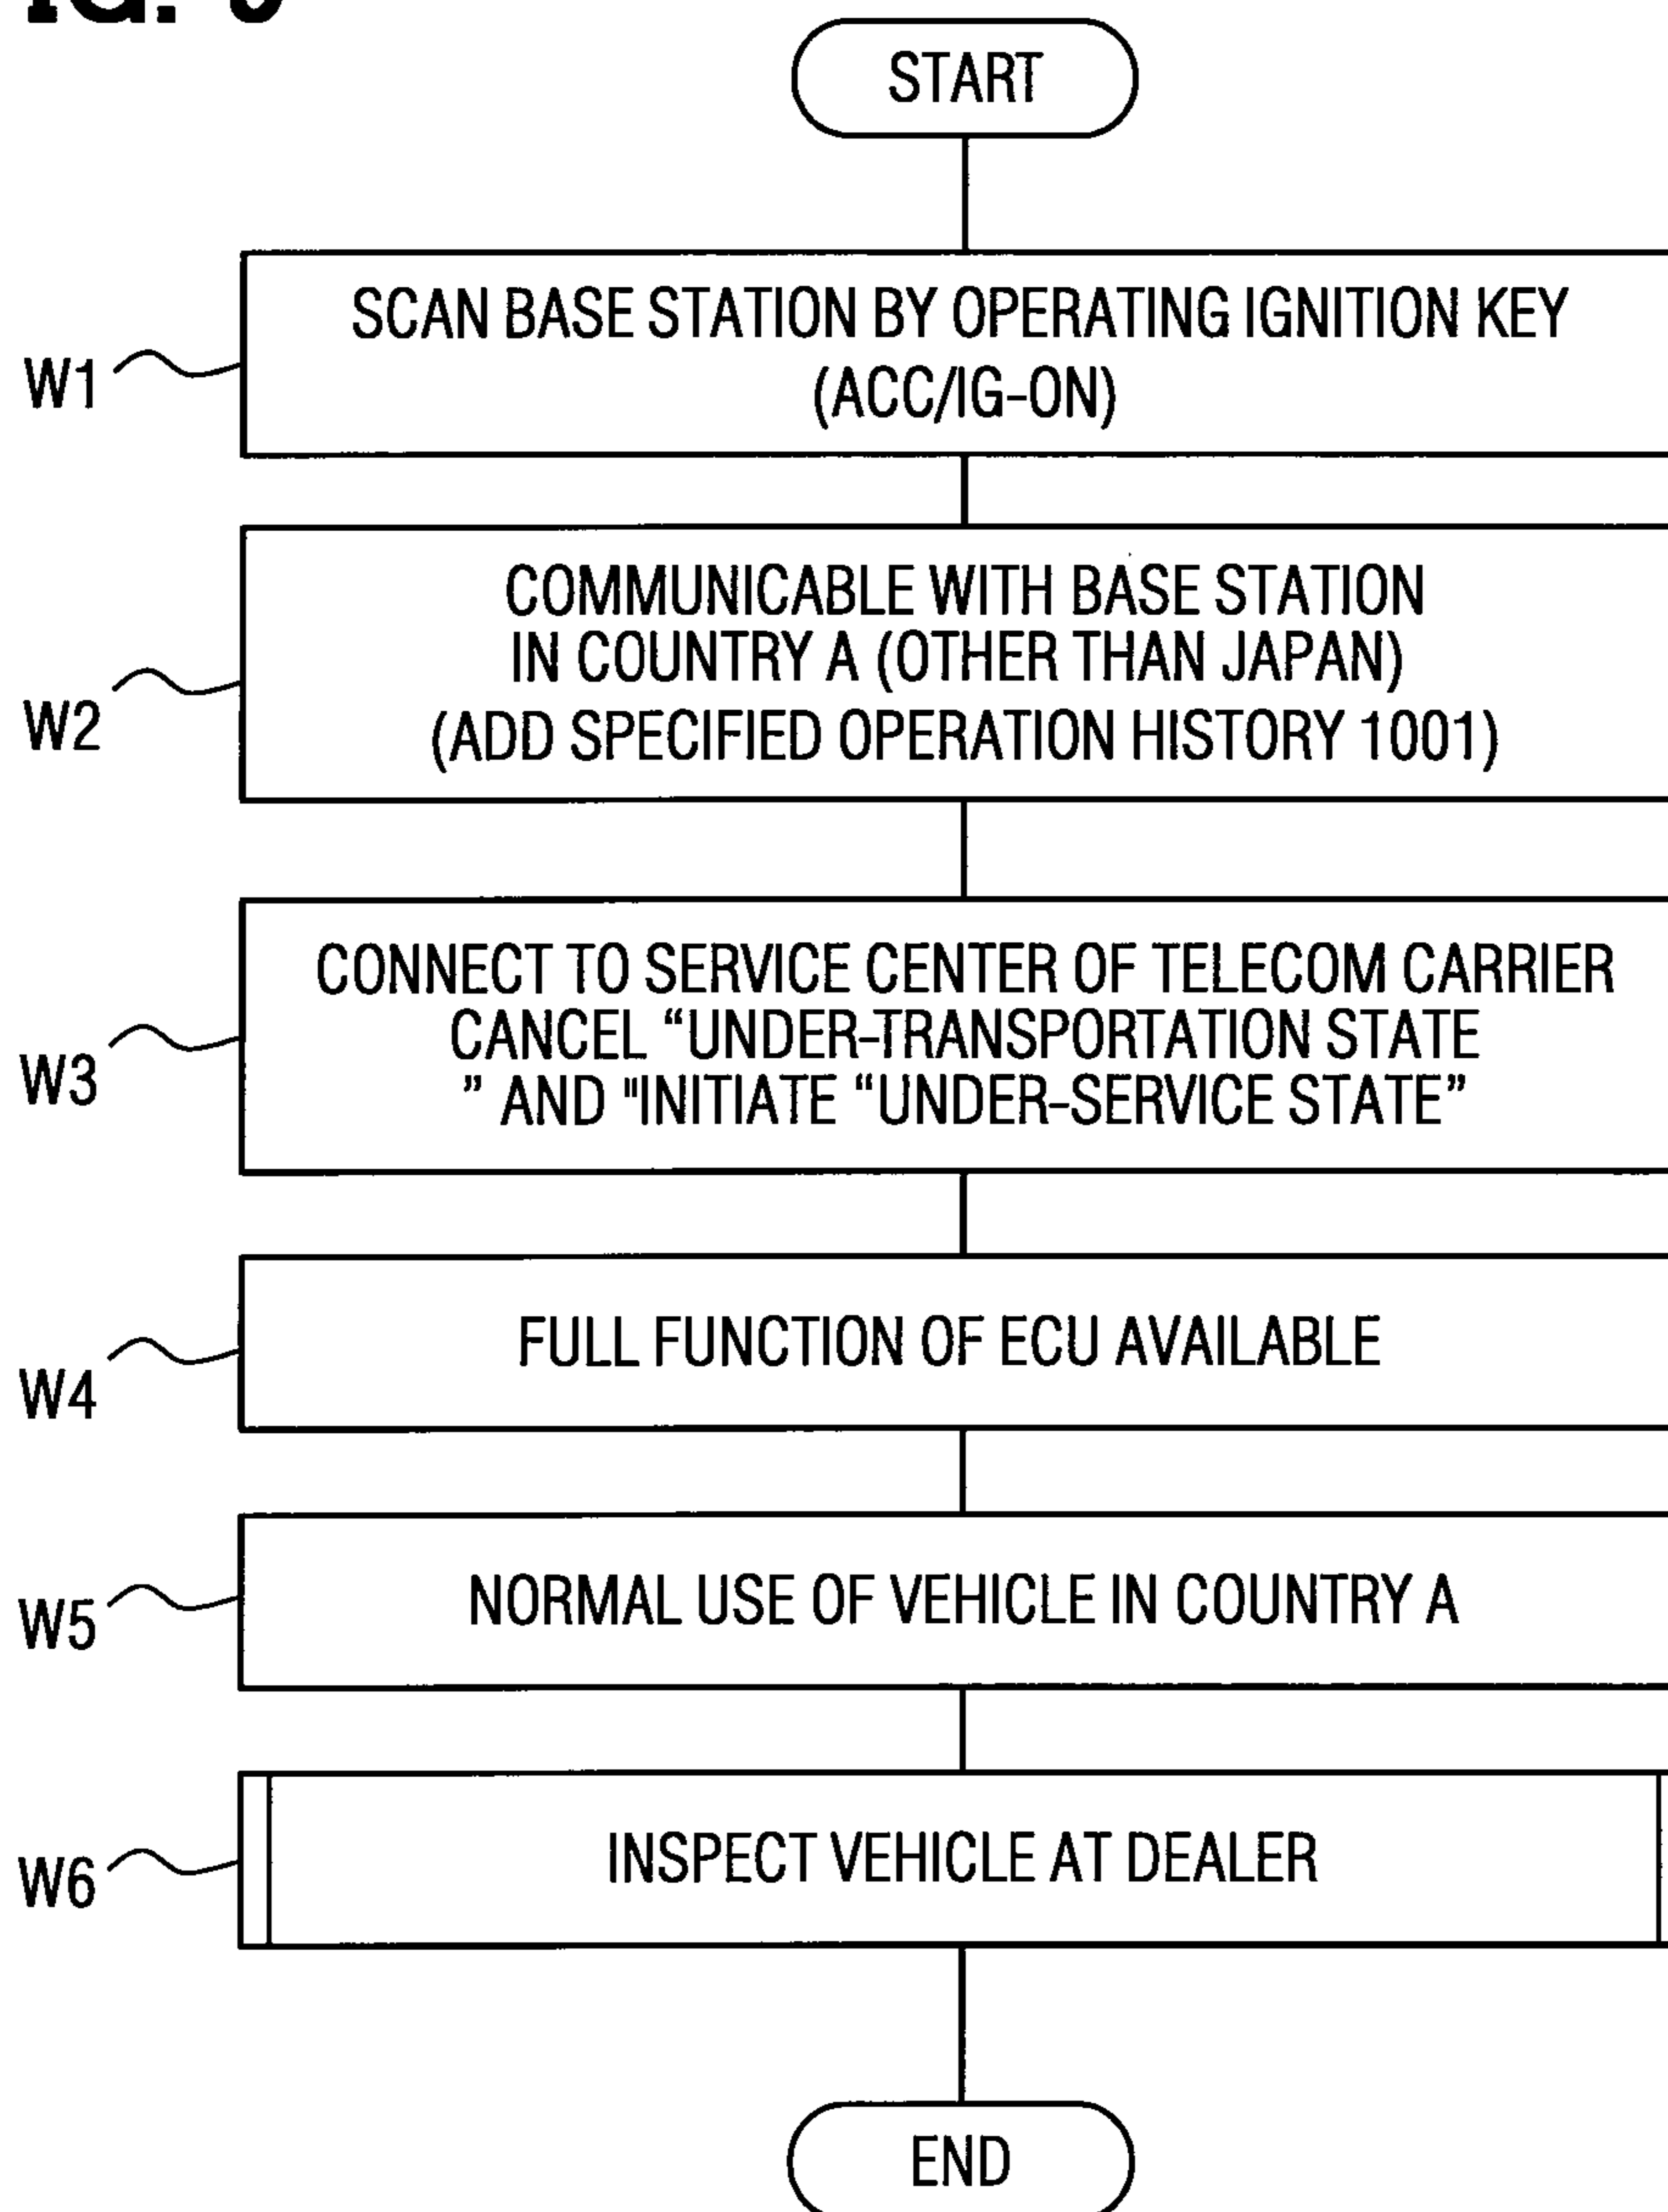 START
SCAN BASE STATION BY OPERATING IGNITION KEY
(ACC/IG-ON)
W1
COMMUNICABLE WITH BASE STATION
IN COUNTRY A (OTHER THAN JAPAN)
(ADD SPECIFIED OPERATION HISTORY 1001)
W2
CONNECT TO SERVICE CENTER OF TELECOM CARRIER
CANCEL “UNDER-TRANSPORTATION STATE
” AND "INITIATE “UNDER-SERVICE STATE”
W3
FULL FUNCTION OF ECU AVAILABLE
W4
NORMAL USE OF VEHICLE IN COUNTRY A
W5
INSPECT VEHICLE AT DEALER
W6
END